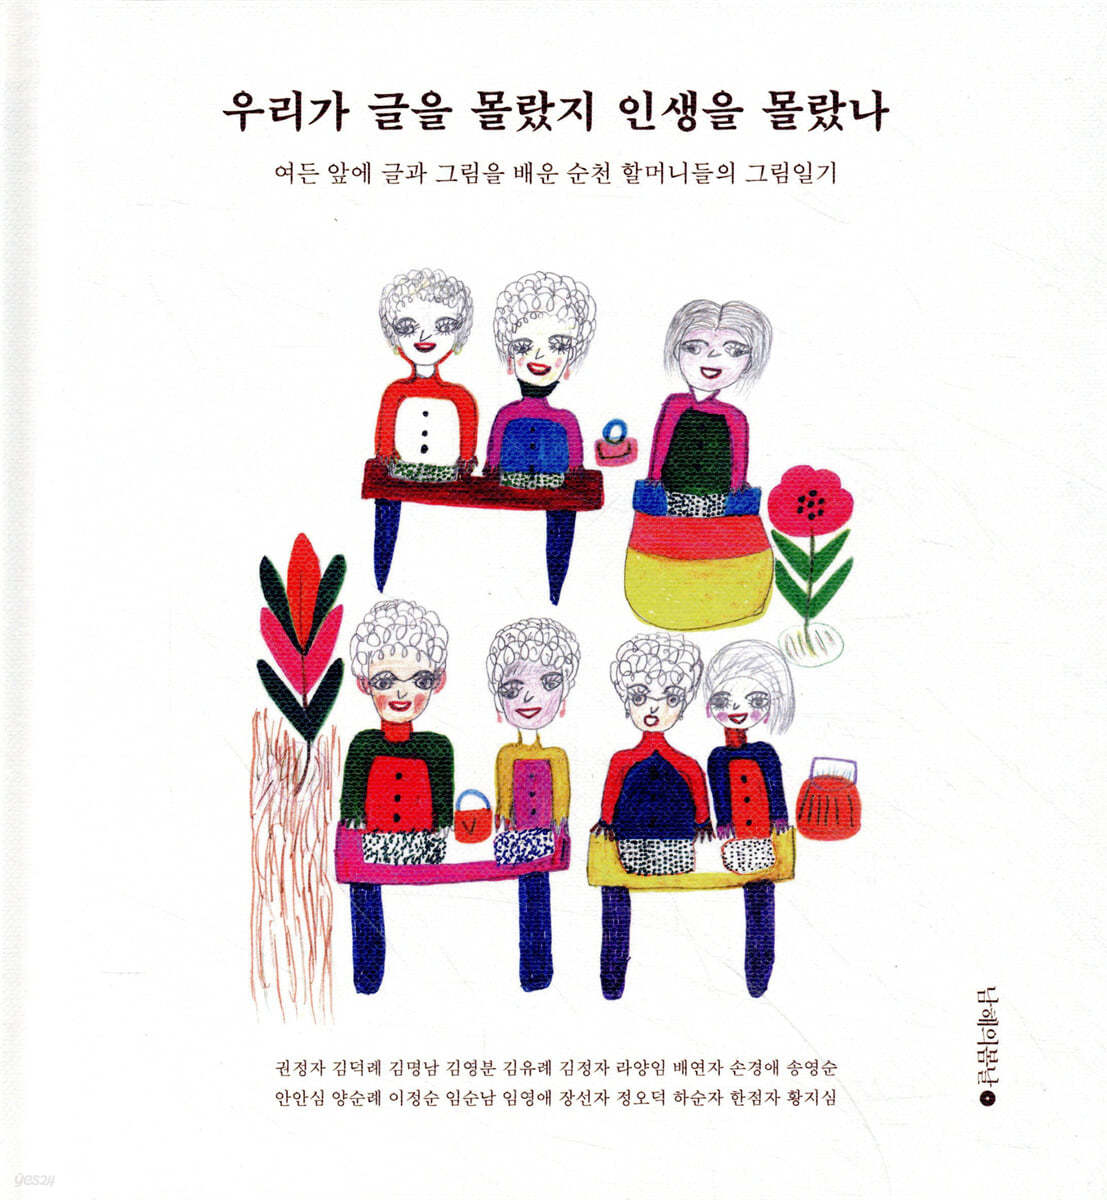 우리가 글을 몰랐지 인생을 몰랐나
여든 앞에 글과 그림을 배운 순천 할머니들의 그림일기
남해의봄날
권정자 김덕례 김명남 김영분 김유례 김정자 라양임 배연자 손경애 송영순
안안심 양순례 이정순 임순남 임영애 장선자 정오덕 하순자 한점자 황지심
yes24